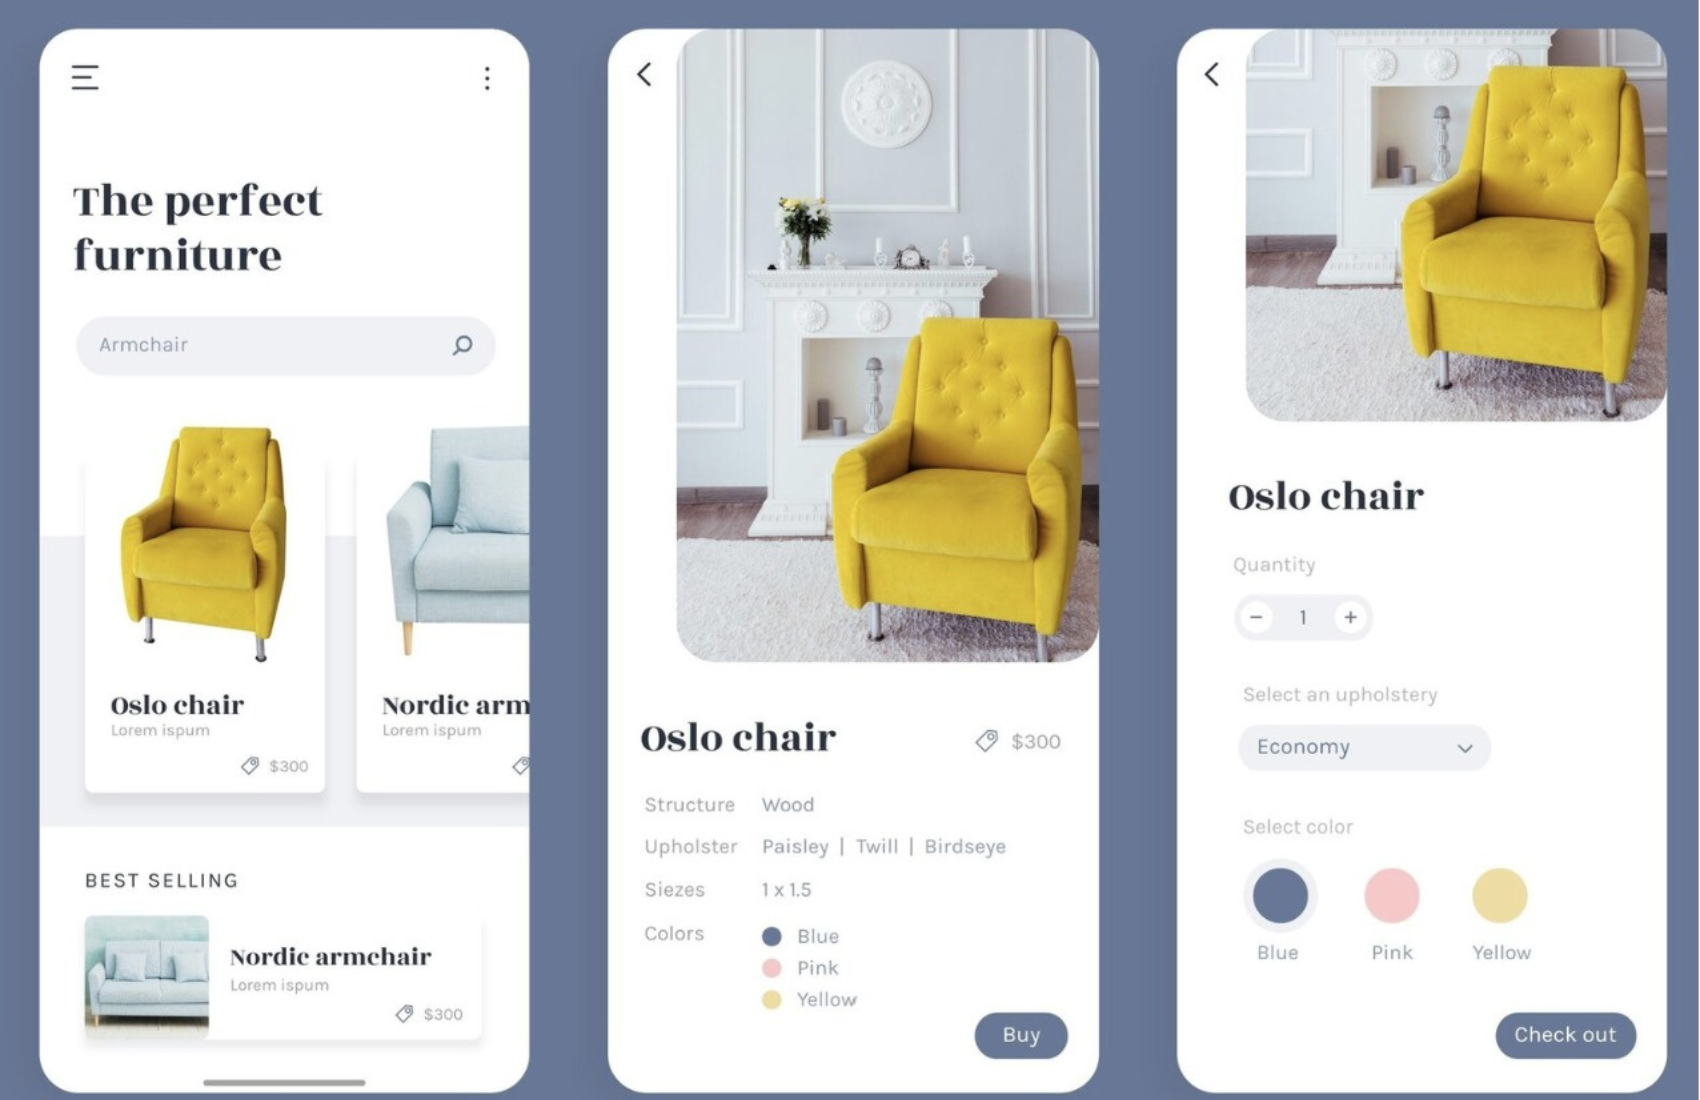 The perfect
furniture
Armchair
Oslo chair
Lorem ispum
$300
Nordic arm
Lorem ispum
BEST SELLING
Nordic armchair
Lorem ispum
$300
Oslo chair
$300
Structure Wood
Upholster Paisley | Twill | Birdseye
Siezes 1 x 1.5
Colors Blue
Pink
Yellow
Buy
Oslo chair
Quantity
− 1 +
Select an upholstery
Economy
Select color
Blue Pink Yellow
Check out